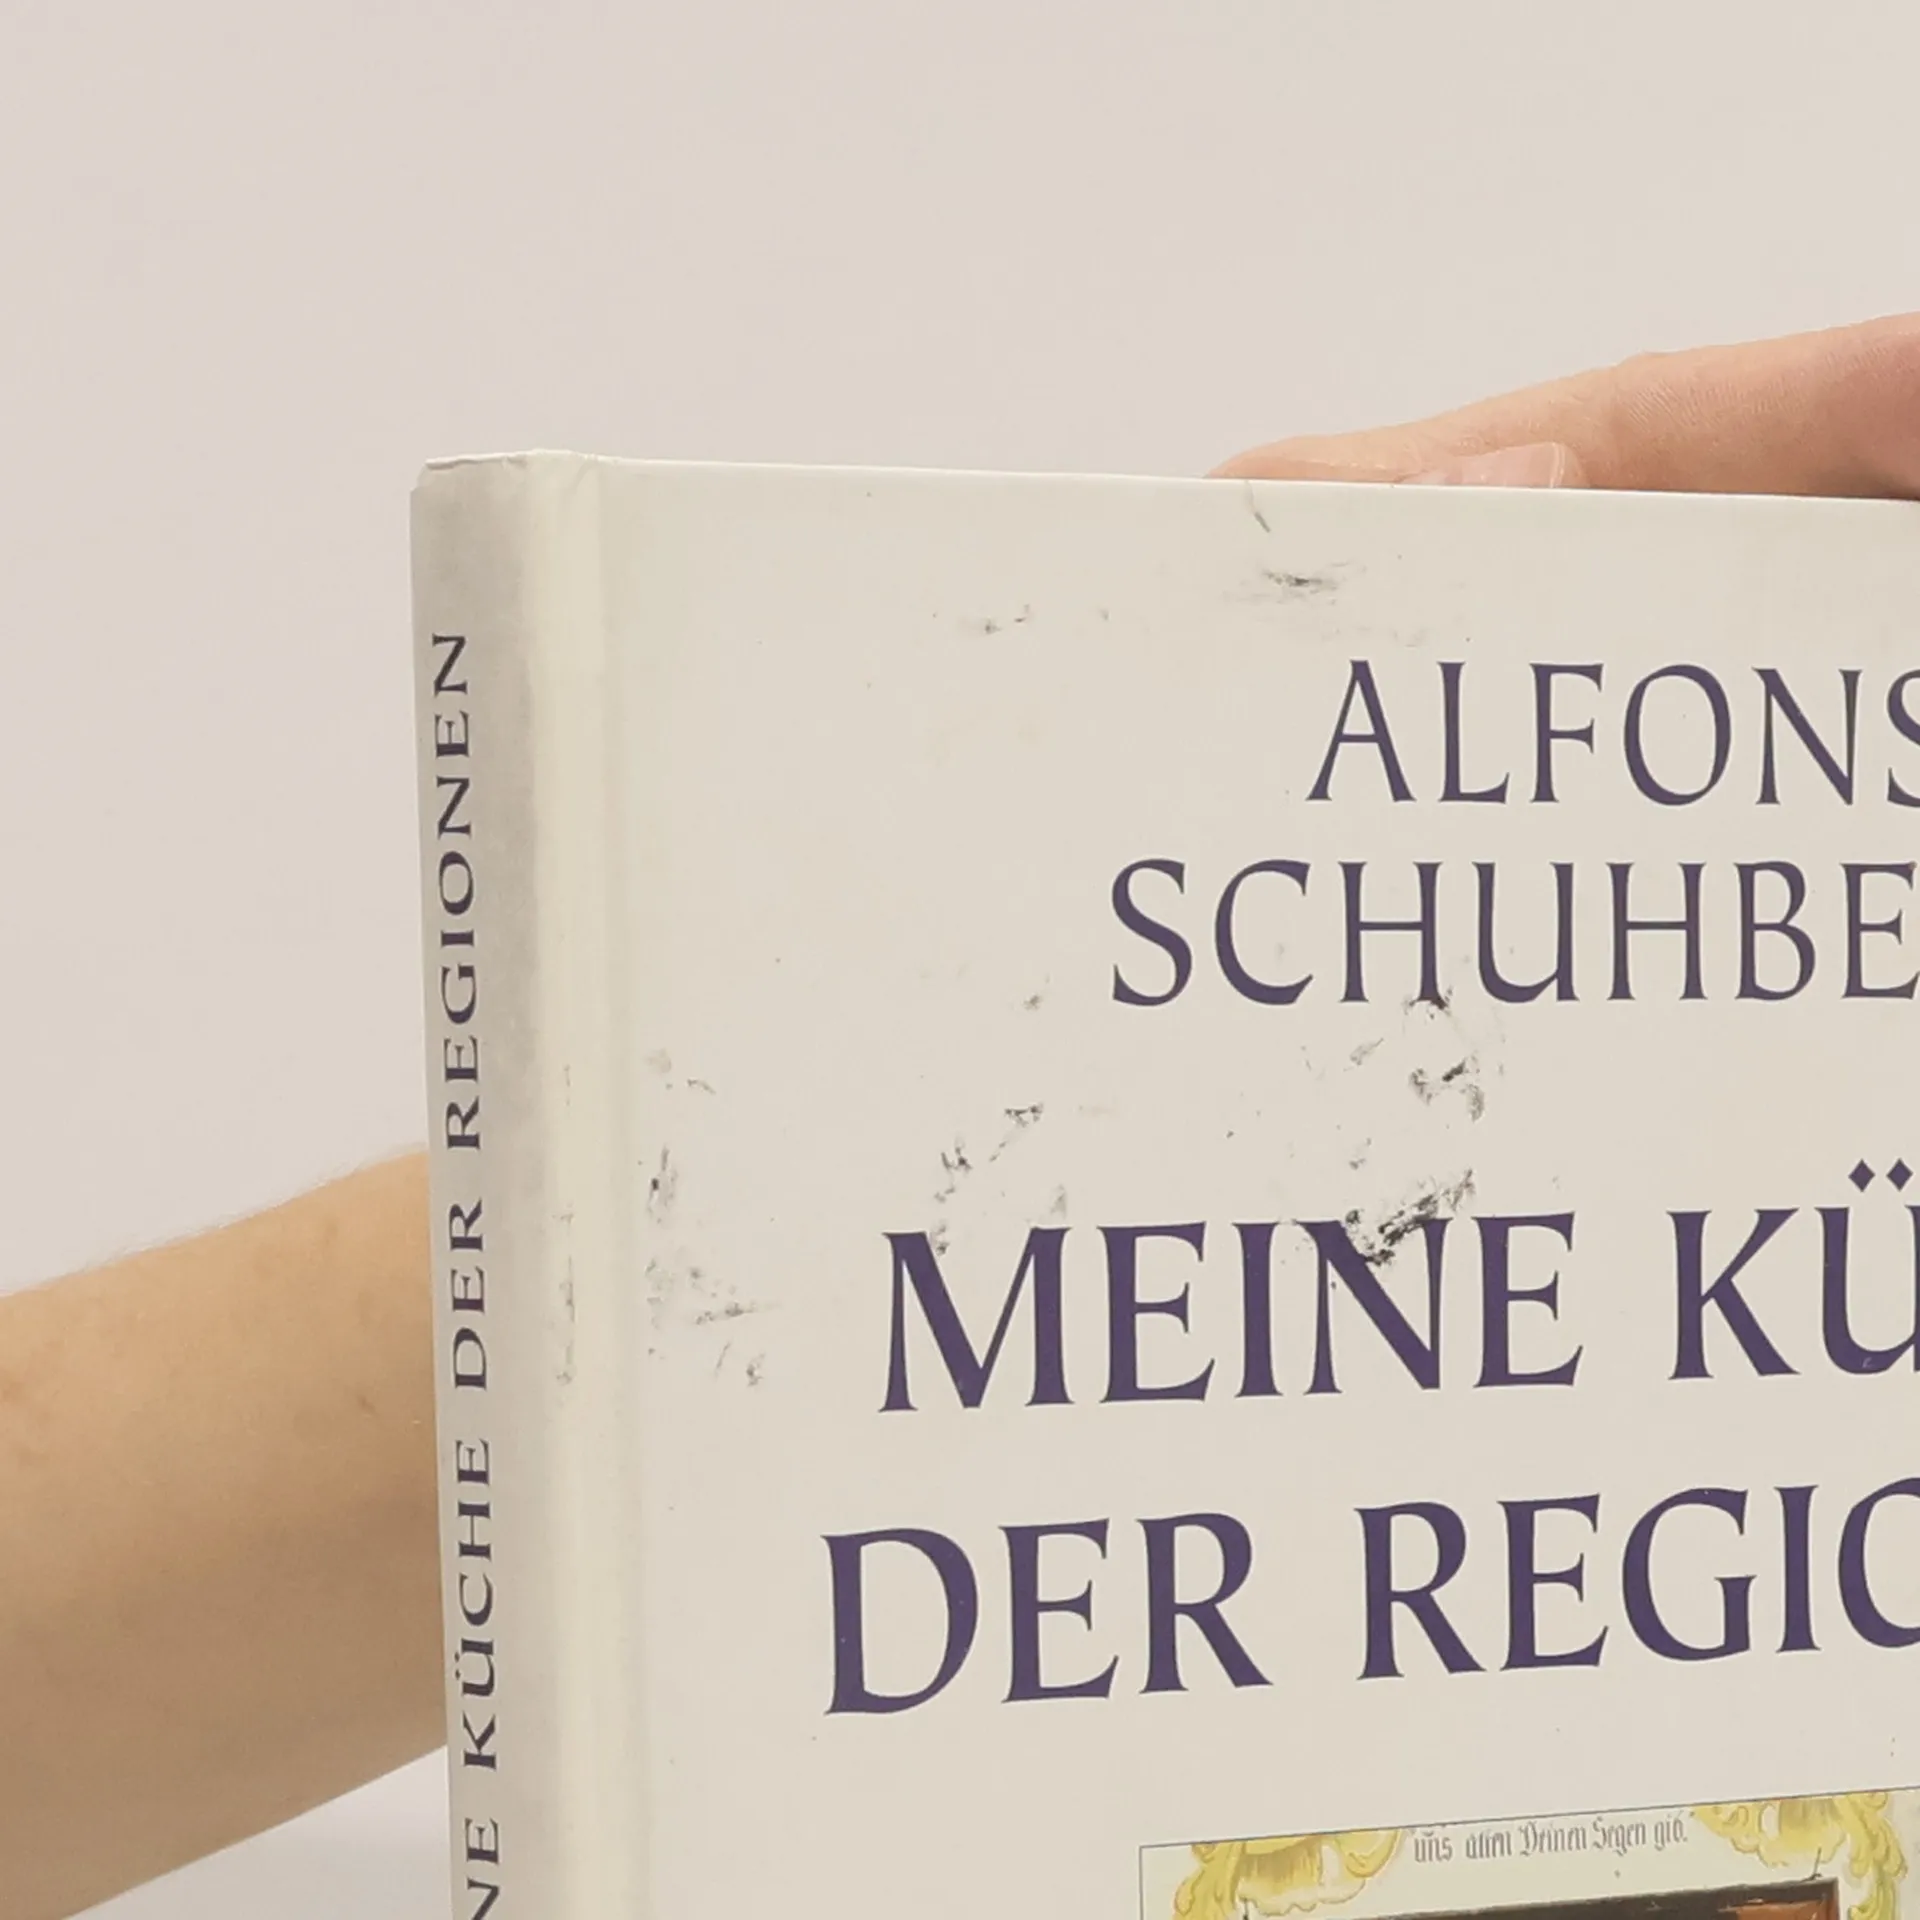 NE KÜCHE DER REGIONEN
ALFONS
SCHUHBE
MEINE KÜ
DER REGIO
uns allen Deinen Segen gib.